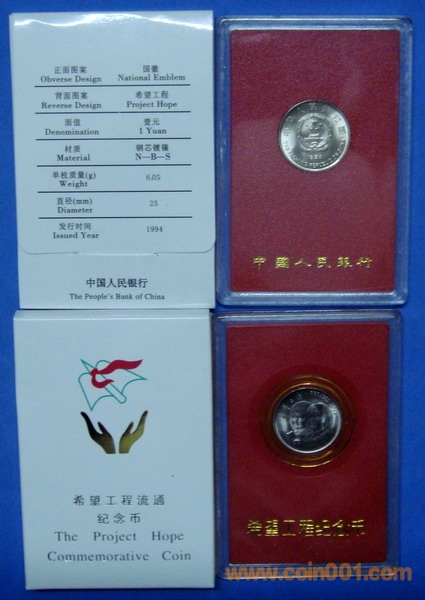 正面图案 国徽
Obverse Design National Emblem
背面图案 希望工程
Reverse Design Project Hope
面值 壹元
Denomination 1 Yuan
材质 钢芯镀镍
Material N—B—S
单枚质量(g) 6.05
Weight
直径(mm) 25
Diameter
发行时间 1994
Issued Year
中国人民银行
The People's Bank of China
中國人民銀行
希望工程流通
纪念币
The Project Hope
Commemorative Coin
希望工程纪念币
www.coin001.com